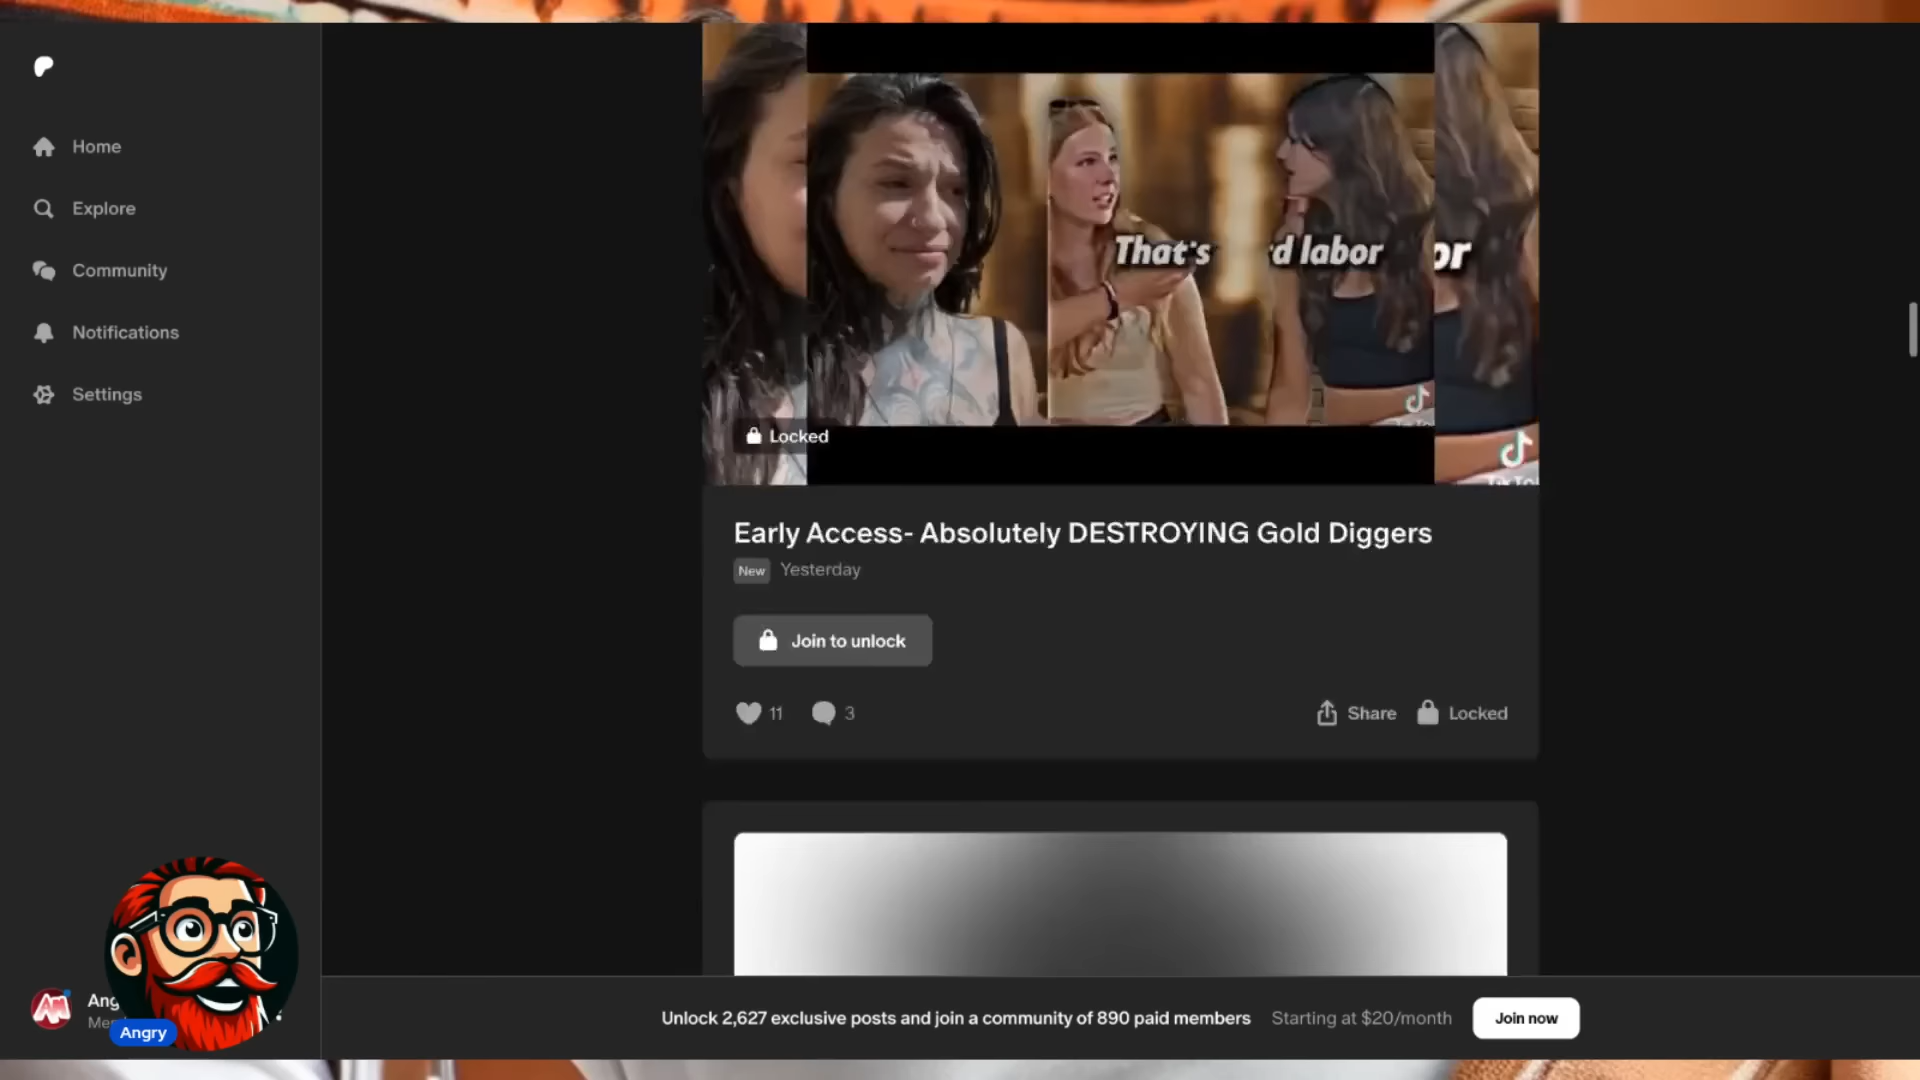 Home
Explore
Community
Notifications
Settings
That's
d labor
or
Locked
Early Access- Absolutely DESTROYING Gold Diggers
New Yesterday
Join to unlock
11 3
Share Locked
AM
Ang
Angry
Unlock 2,627 exclusive posts and join a community of 890 paid members Starting at $20/month Join now